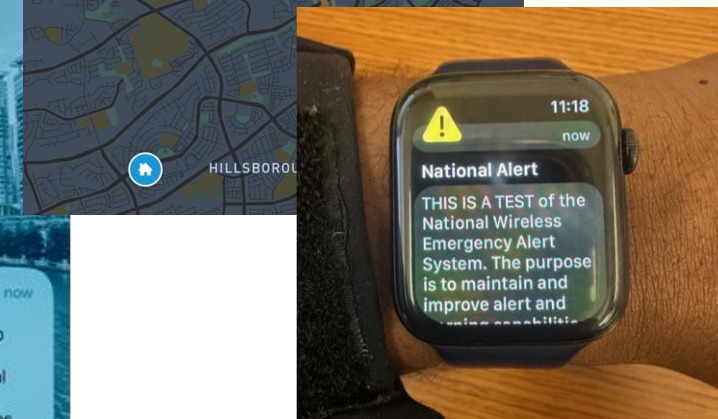 HILLSBOROU
now
11:18
now
National Alert
THIS IS A TEST of the
National Wireless
Emergency Alert
System. The purpose
is to maintain and
improve alert and